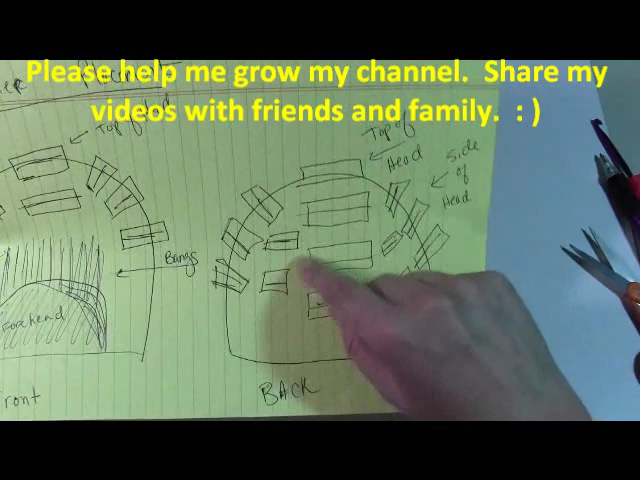 Please help me grow my channel. Share my
videos with friends and family. : )
Top of
Top of
Head
Side
of
Head
Bangs
Forehead
Front
BACK